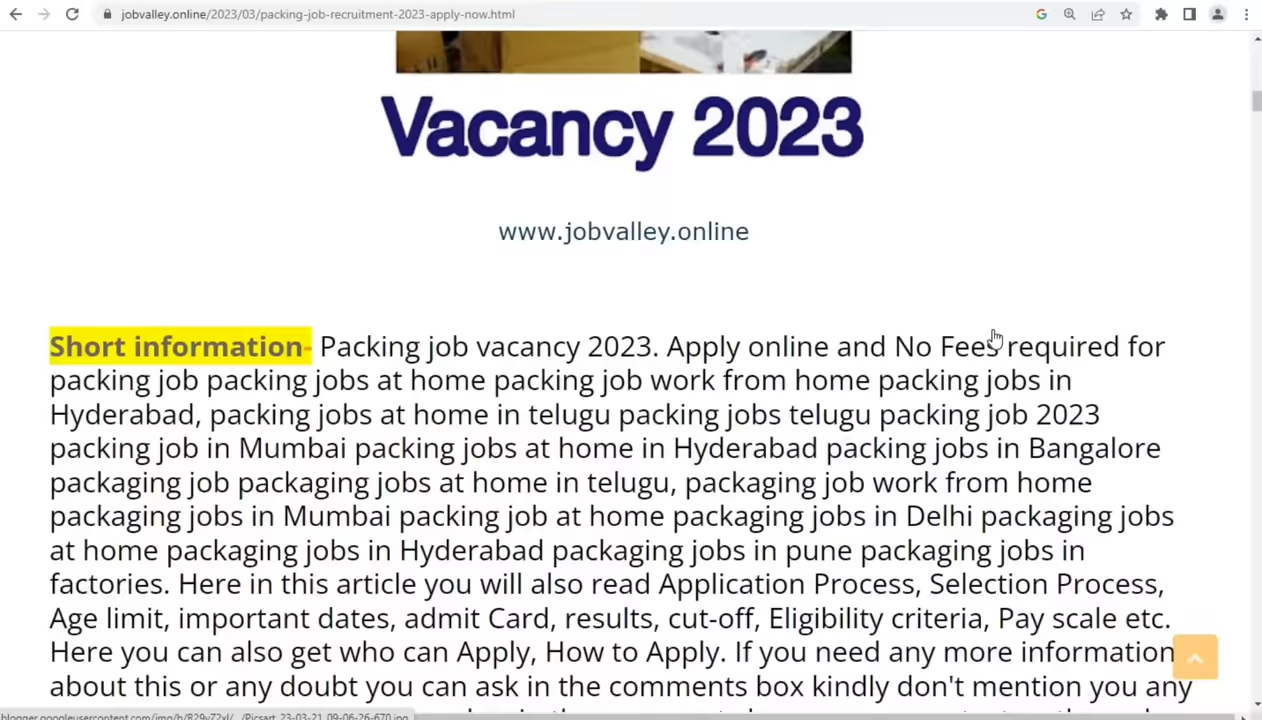 jobvalley.online/2023/03/packing-job-recruitment-2023-apply-now.html
Vacancy 2023
www.jobvalley.online
Short information- Packing job vacancy 2023. Apply online and No Fees required for
packing job packing jobs at home packing job work from home packing jobs in
Hyderabad, packing jobs at home in telugu packing jobs telugu packing job 2023
packing job in Mumbai packing jobs at home in Hyderabad packing jobs in Bangalore
packaging job packaging jobs at home in telugu, packaging job work from home
packaging jobs in Mumbai packing job at home packaging jobs in Delhi packaging jobs
at home packaging jobs in Hyderabad packaging jobs in pune packaging jobs in
factories. Here in this article you will also read Application Process, Selection Process,
Age limit, important dates, admit Card, results, cut-off, Eligibility criteria, Pay scale etc.
Here you can also get who can Apply, How to Apply. If you need any more information
about this or any doubt you can ask in the comments box kindly don't mention you any